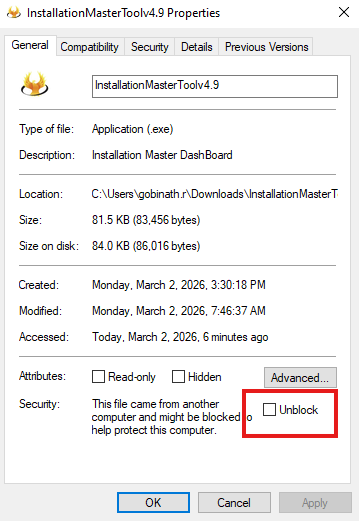 InstallationMasterToolv4.9 Properties
General Compatibility Security Details Previous Versions
InstallationMasterToolv4.9
Type of file: Application (.exe)
Description: Installation Master DashBoard
Location: C:\Users\gobinath.r\Downloads\InstallationMasterT
Size: 81.5 KB (83,456 bytes)
Size on disk: 84.0 KB (86,016 bytes)
Created: Monday, March 2, 2026, 3:30:18 PM
Modified: Monday, March 2, 2026, 7:46:37 AM
Accessed: Today, March 2, 2026, 6 minutes ago
Attributes: Read-only Hidden Advanced...
Security: This file came from another
computer and might be blocked to
help protect this computer.
Unblock
OK Cancel Apply